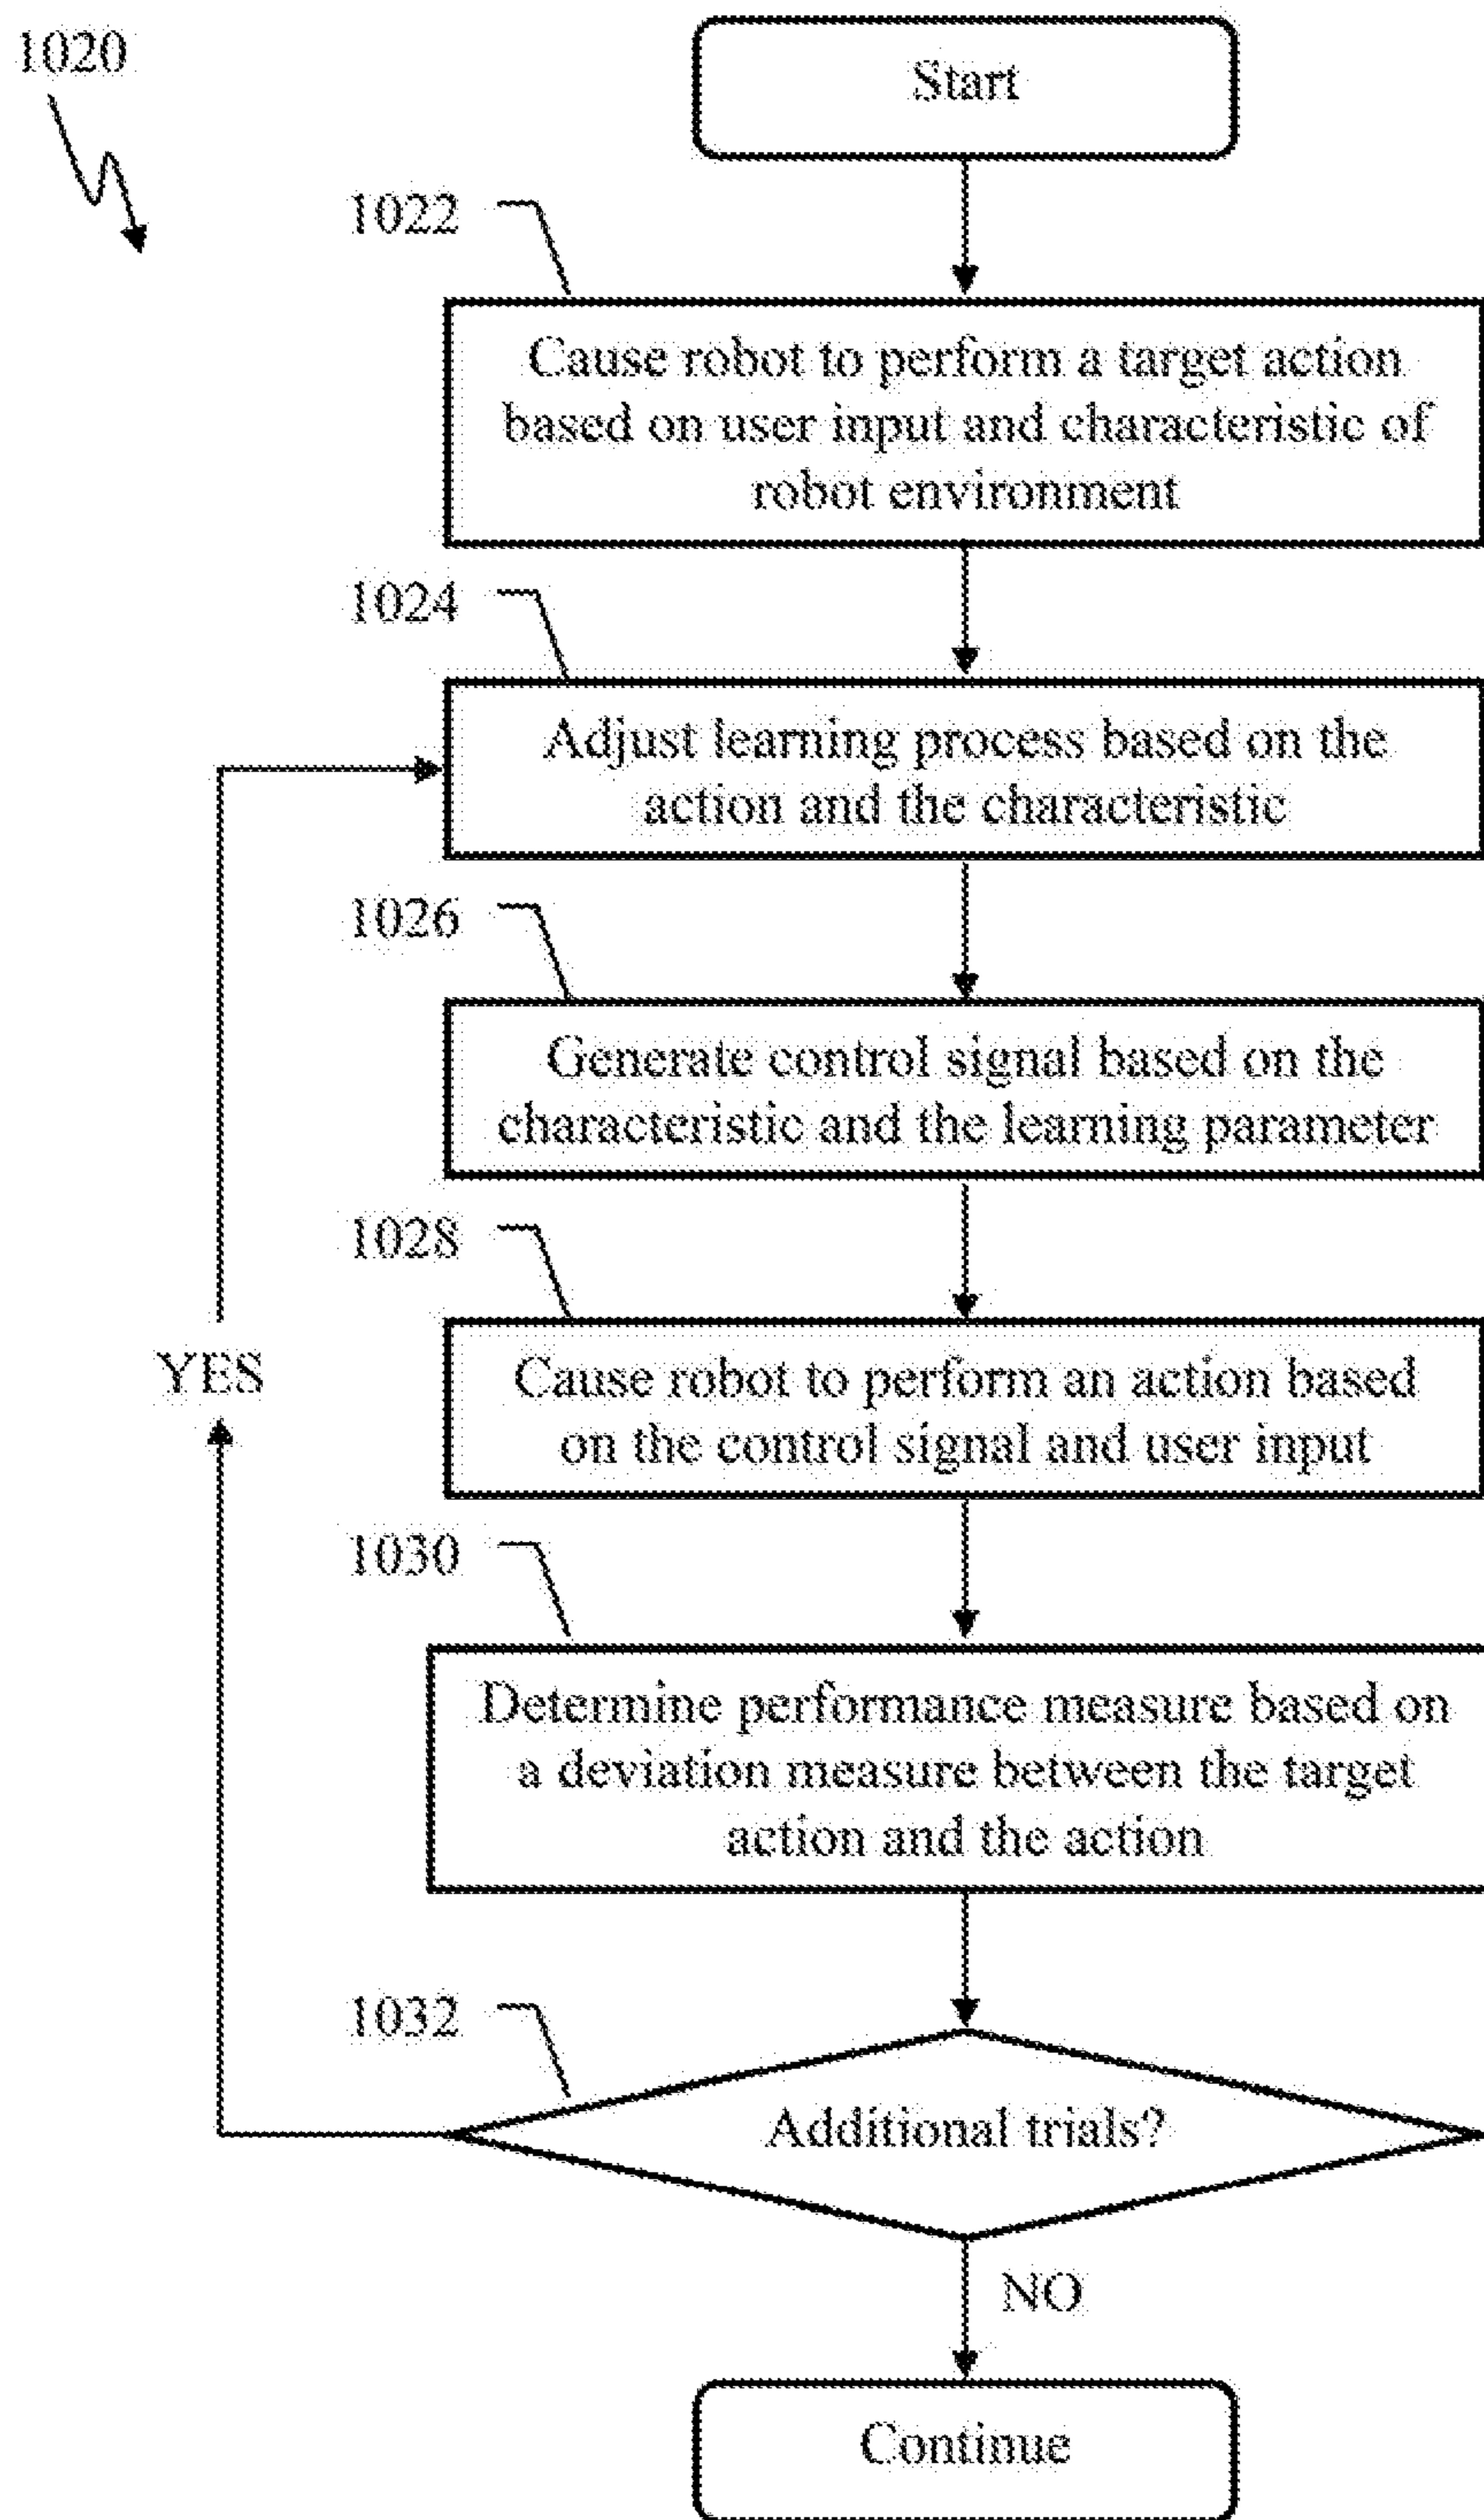 1020
Start
1022
Cause robot to perform a target action
based on user input and characteristic of
robot environment
1024
Adjust learning process based on the
action and the characteristic
1026
Generate control signal based on the
characteristic and the learning parameter
1028
Cause robot to perform an action based
on the control signal and user input
YES
1030
Determine performance measure based on
a deviation measure between the target
action and the action
1032
Additional trials?
NO
Continue